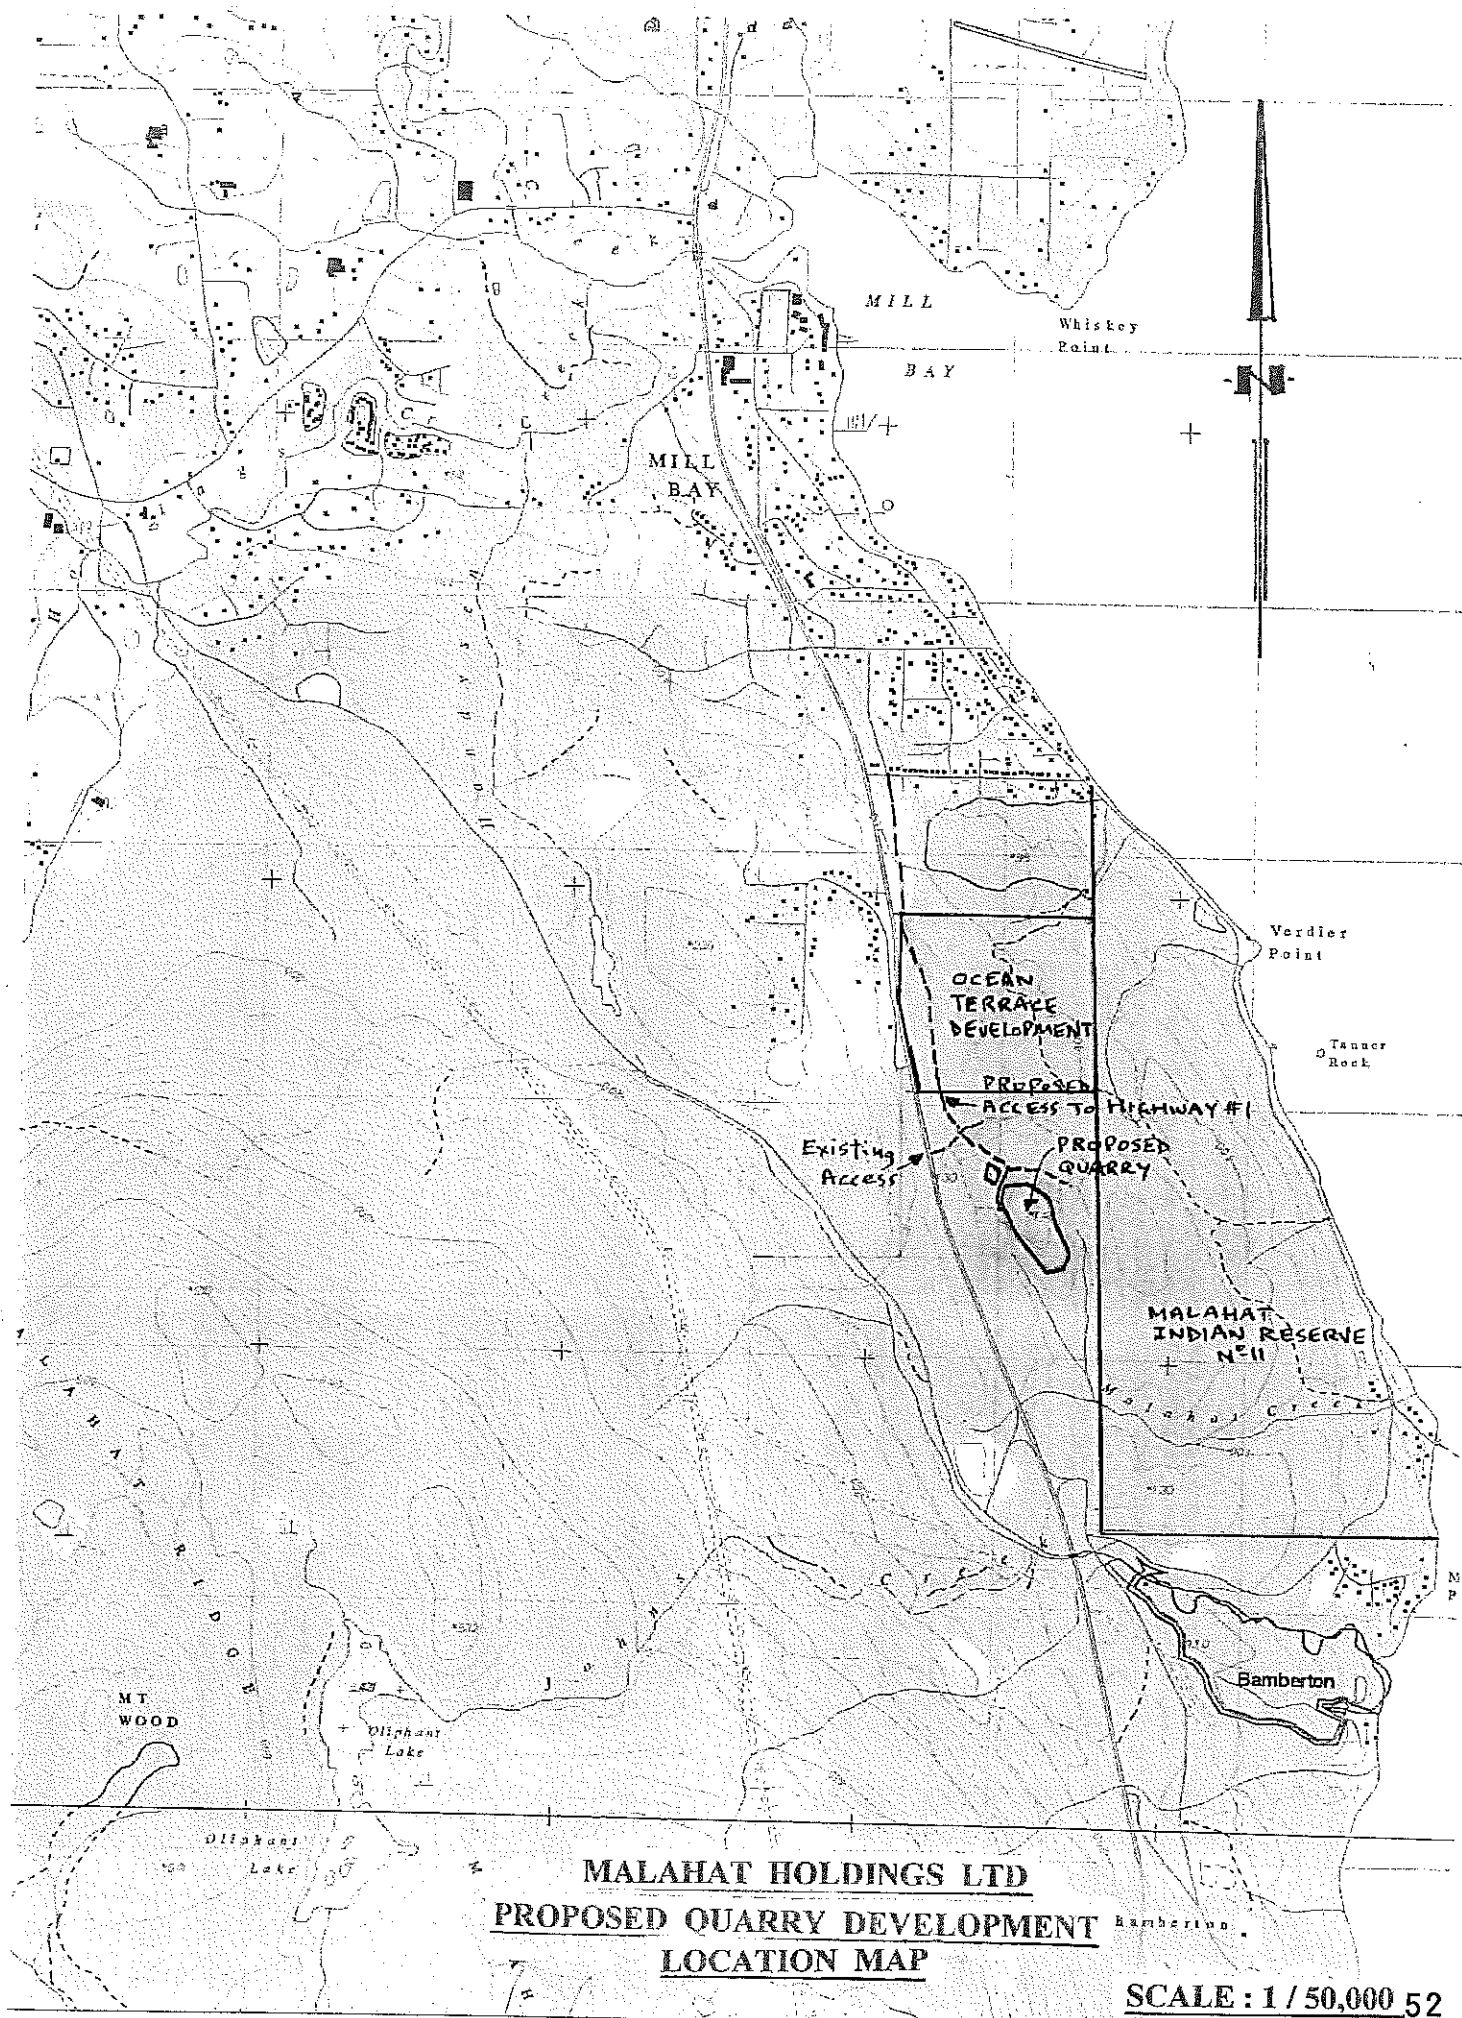 MILL
BAY
Whiskey
Point
N
MILL
BAY
Verdier
Point
OCEAN
TERRACE
DEVELOPMENT
Tanner
Rock
PROPOSED
ACCESS TO HIGHWAY #1
Existing
Access
PROPOSED
QUARRY
MALAHAT
INDIAN RESERVE
Nº 11
Malahat Creek
RIDGE
Johns Creek
M
P
Bamberton
MT
WOOD
Oliphant
Lake
Oliphant
Lake
MALAHAT HOLDINGS LTD
PROPOSED QUARRY DEVELOPMENT
Bamberton
LOCATION MAP
SCALE : 1 / 50,000
52